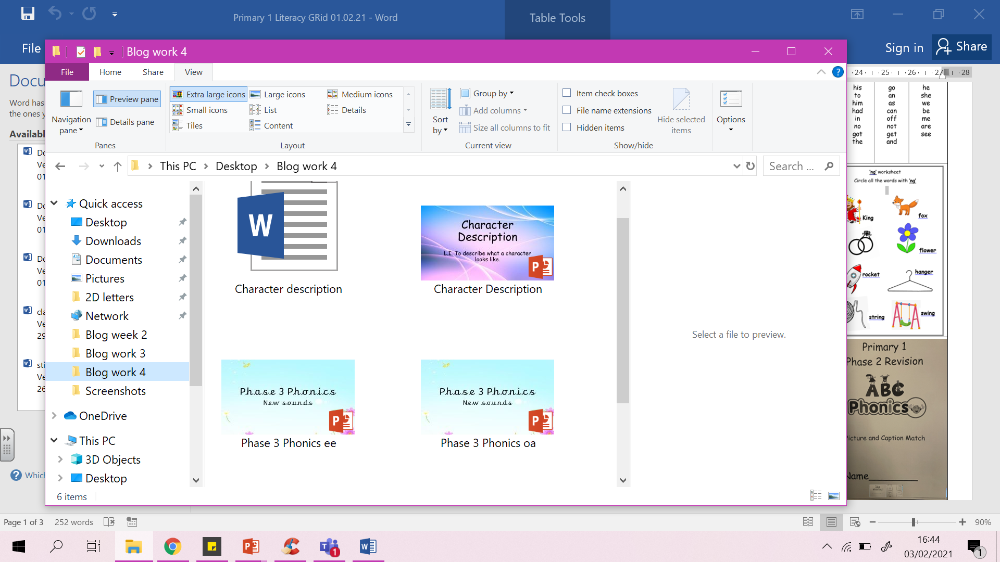 Primary 1 Literacy GRid 01.02.21 - Word
Table Tools
File
Sign in
Share
Blog work 4
File
Home
Share
View
Navigation pane
Preview pane
Details pane
Panes
Extra large icons
Large icons
Medium icons
Small icons
List
Details
Tiles
Content
Layout
Sort by
Group by
Add columns
Size all columns to fit
Current view
Item check boxes
File name extensions
Hidden items
Hide selected items
Show/hide
Options
This PC
Desktop
Blog work 4
Search ...
Quick access
Desktop
Downloads
Documents
Pictures
2D letters
Network
Blog week 2
Blog work 3
Blog work 4
Screenshots
OneDrive
This PC
3D Objects
Desktop
6 items
W
Character description
Character
Description
L.I. To describe what a character
looks like.
P
Character Description
Phase 3 Phonics
New sounds
P
Phase 3 Phonics ee
Phase 3 Phonics
New sounds
P
Phase 3 Phonics oa
Select a file to preview.
Docu
Word has
the ones y
Availabl
Do
Ve
01
Do
Ve
01
Do
Ve
01
cla
Ve
29
sti
Ve
26
Which
24 25 26 27 28
his go he
to an she
him as we
had can be
in off me
no not are
got get see
the and
'ng' worksheet
Circle all the words with 'ng'
King
fox
flower
rocket
hanger
string
swing
Primary 1
Phase 2 Revision
ABC
Phonics
Picture and Caption Match
Name
Page 1 of 3
252 words
90%
1
16:44
03/02/2021
1